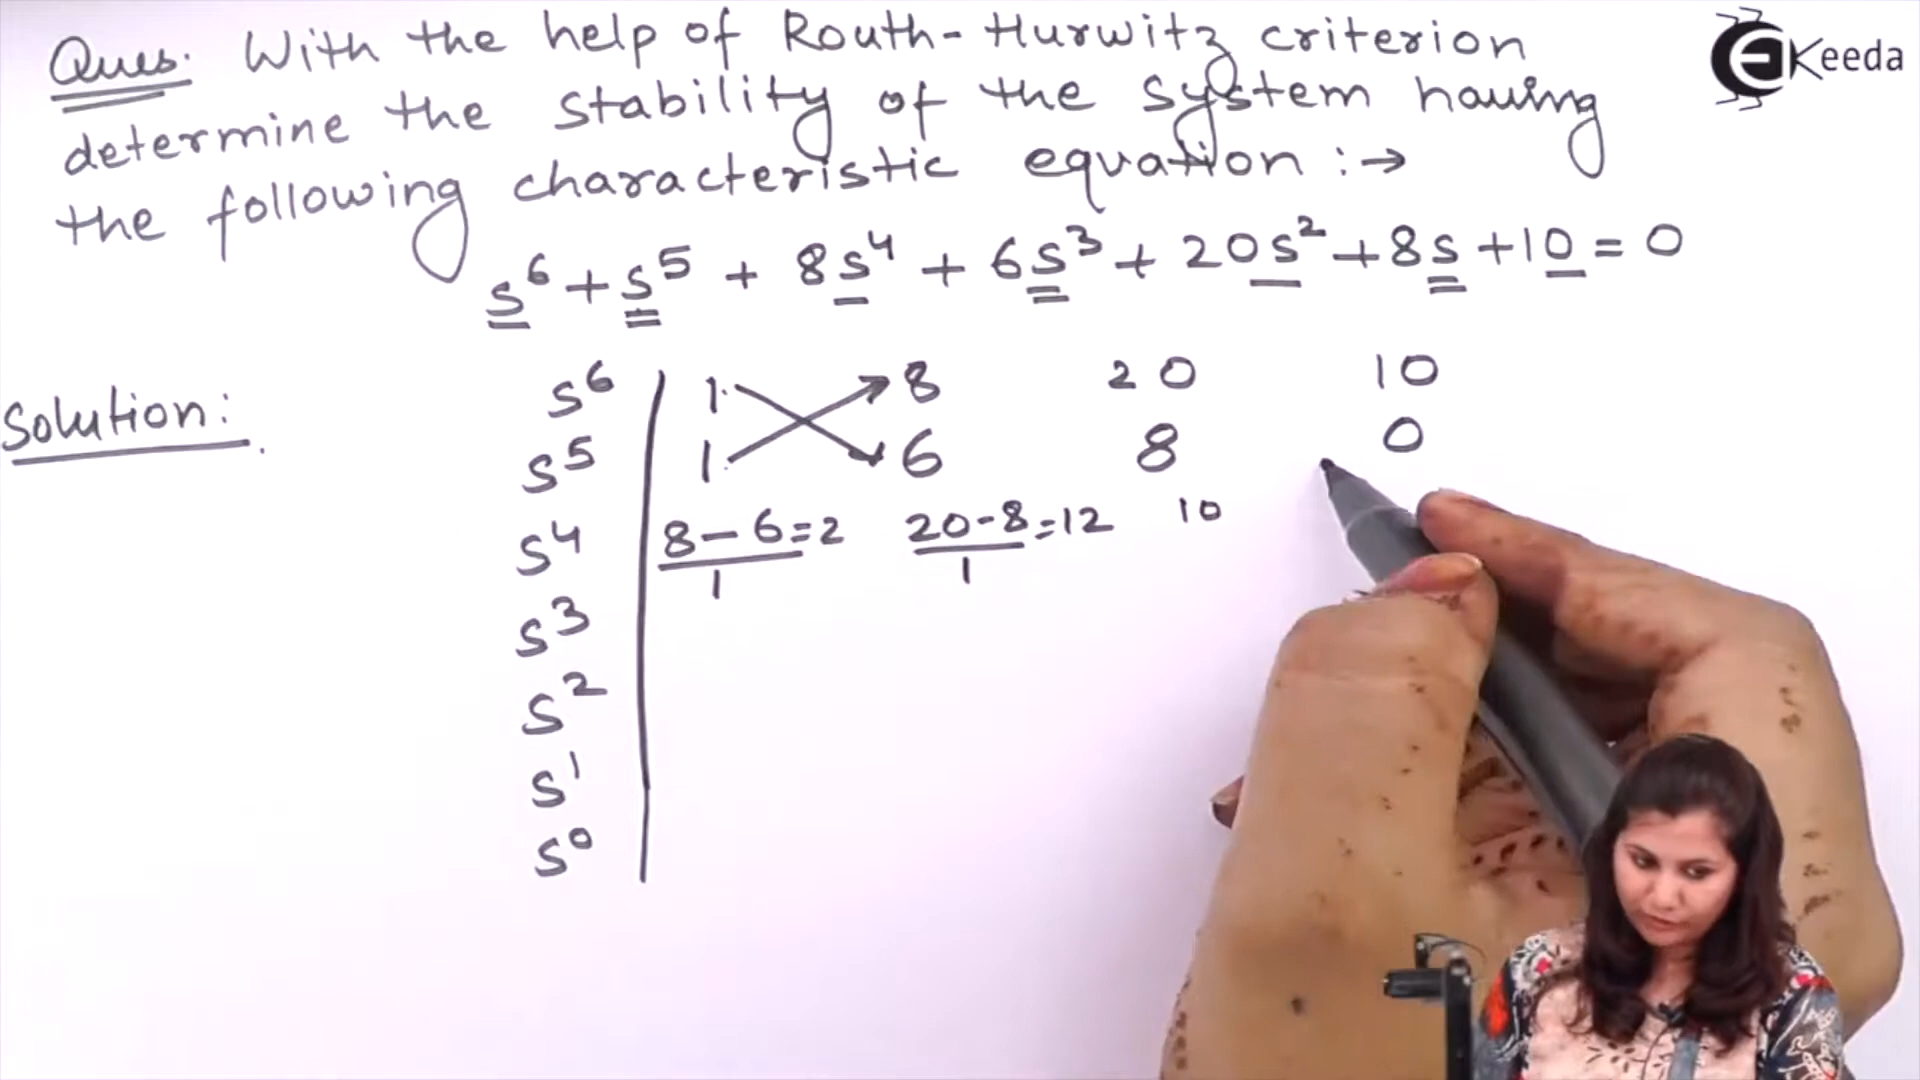 Ques. With the help of Routh-Hurwitz criterion
Keeda
determine the stability of the system having
the following characteristic equation :→
s⁶ + s⁵ + 8s⁴ + 6s³ + 20s² + 8s + 10 = 0
Solution:
s⁶ 1 8 20 10
s⁵ 1 6 8 0
s⁴ 8-6/1 =2 20-8/1 =12 10
s³
s²
s¹
s⁰